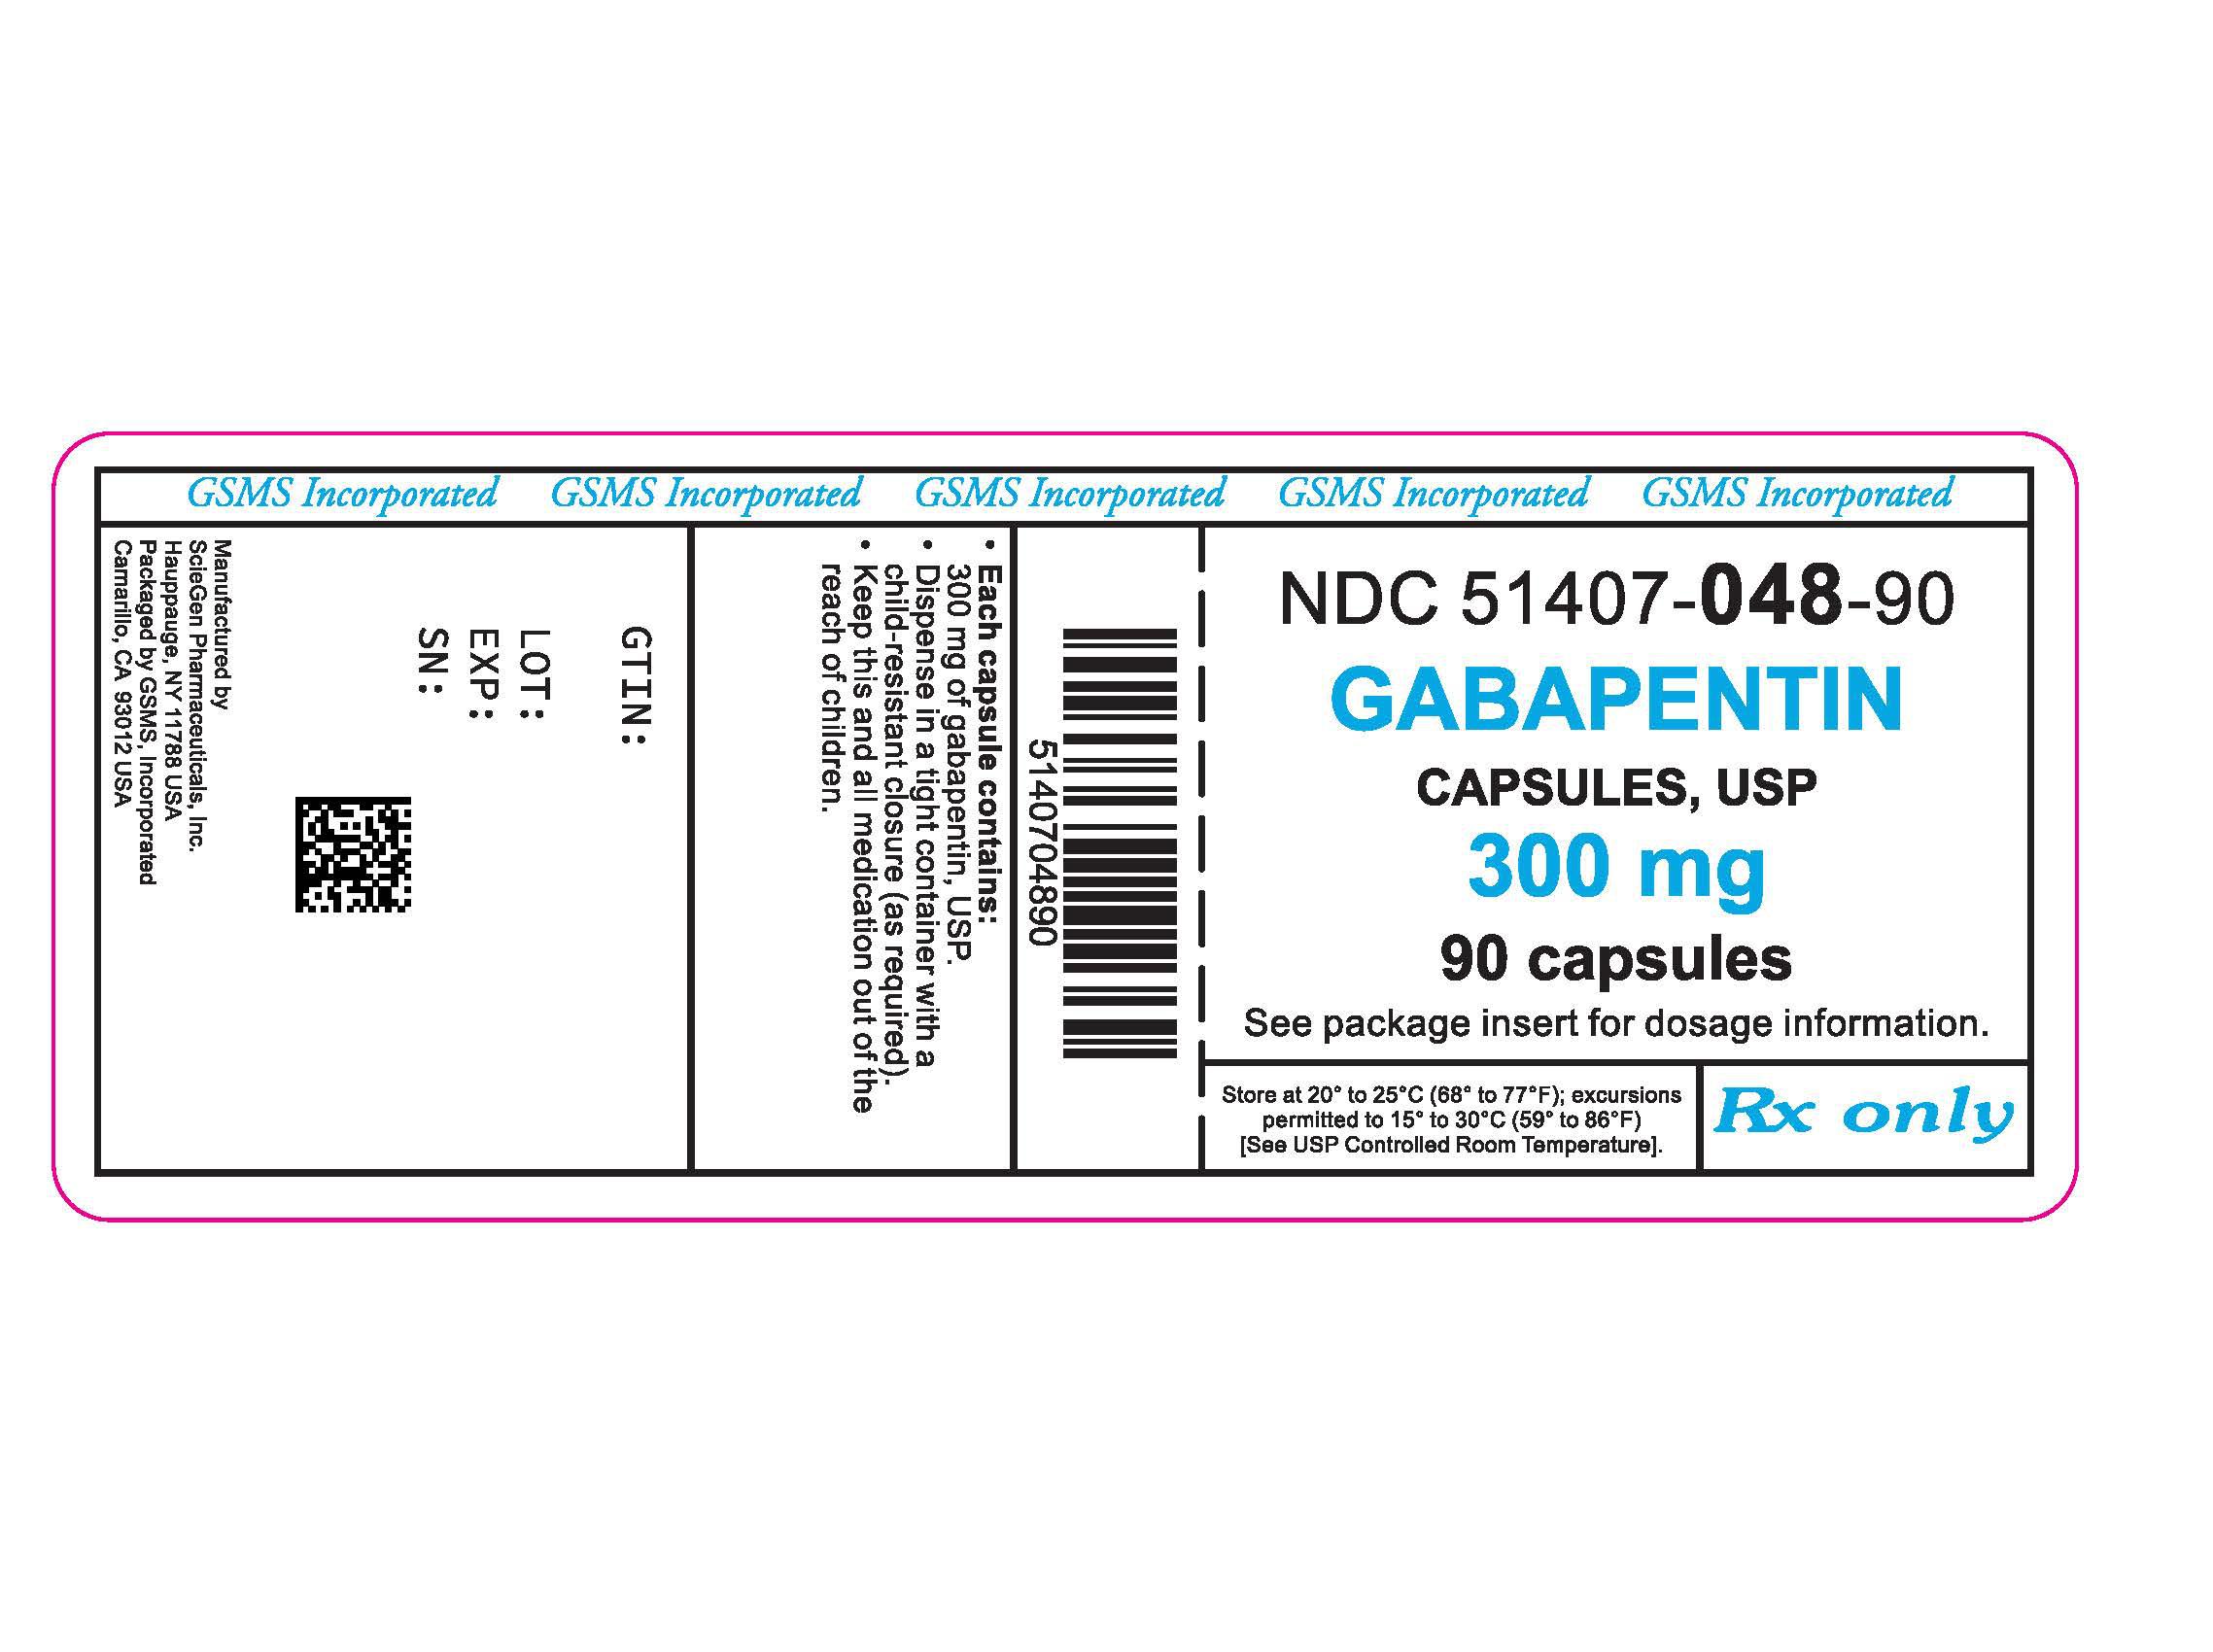 GSMS Incorporated GSMS Incorporated GSMS Incorporated GSMS Incorporated GSMS Incorporated
NDC 51407-048-90
GABAPENTIN
CAPSULES, USP
300 mg
90 capsules
See package insert for dosage information.
Store at 20° to 25°C (68° to 77°F); excursions
permitted to 15° to 30°C (59° to 86°F)
[See USP Controlled Room Temperature].
Rx only
5140704890
• Each capsule contains:
300 mg of gabapentin, USP.
• Dispense in a tight container with a
child-resistant closure (as required).
• Keep this and all medication out of the
reach of children.
GTIN:
LOT:
EXP:
SN:
Manufactured by
ScieGen Pharmaceuticals, Inc.
Hauppauge, NY 11788 USA
Packaged by GSMS, Incorporated
Camarillo, CA 93012 USA